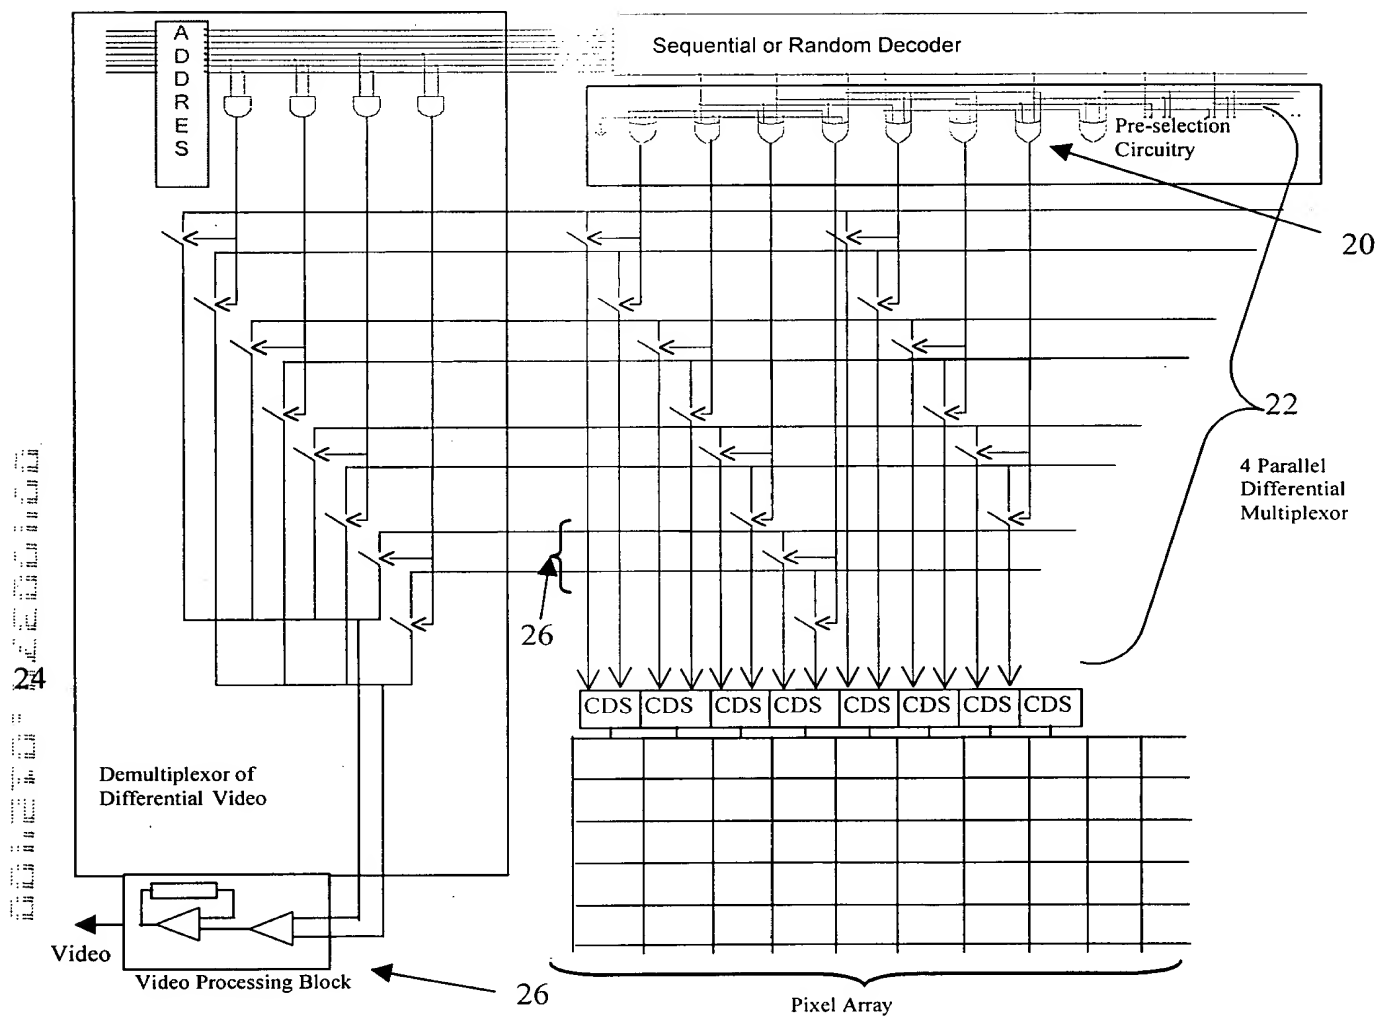 A
D
D
R
E
S
Sequential or Random Decoder
Pre-selection
Circuitry
20
22
4 Parallel
Differential
Multiplexor
26
24
CDS CDS CDS CDS CDS CDS CDS CDS
Demultiplexor of
Differential Video
Video
Video Processing Block
26
Pixel Array